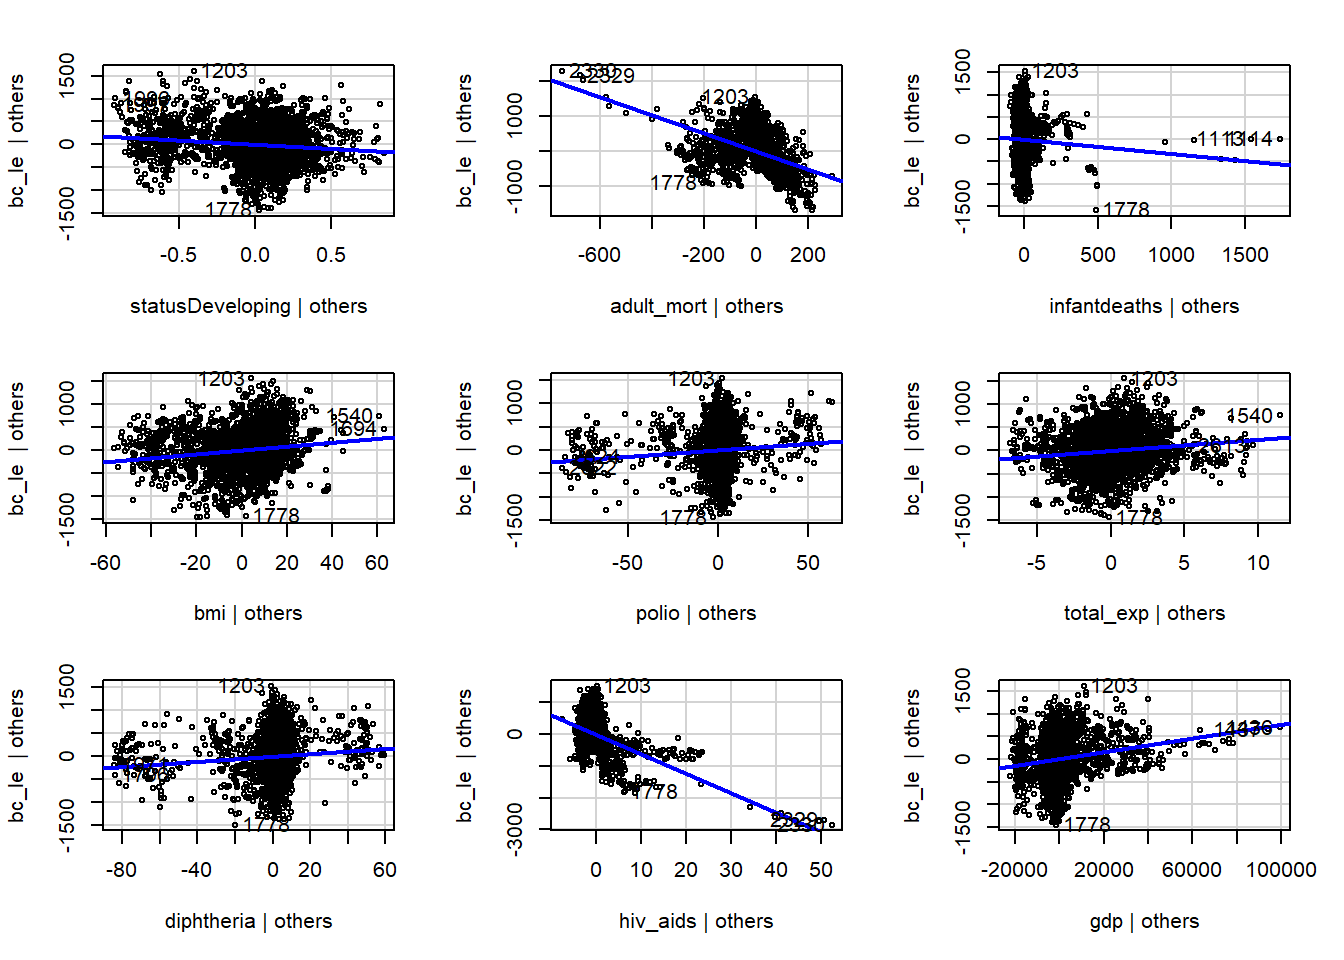 bc_le | others
1500
0
-1500
1203
1778
-0.5 0.0 0.5
statusDeveloping | others
bc_le | others
1000
-1000
2330
2329
1203
1778
-600 -200 0 200
adult_mort | others
bc_le | others
1500
0
-1500
1203
1113
1114
1778
0 500 1000 1500
infantdeaths | others
bc_le | others
1000
0
-1500
1203
1540
1694
1778
-60 -20 0 20 40 60
bmi | others
bc_le | others
1000
0
-1500
1203
1778
-50 0 50
polio | others
bc_le | others
1000
0
-1500
1203
1540
1778
-5 0 5 10
total_exp | others
bc_le | others
1500
0
-1500
1203
1778
-80 -40 0 20 60
diphtheria | others
bc_le | others
0
-3000
1203
1778
2329
2330
0 10 20 30 40 50
hiv_aids | others
bc_le | others
1500
0
-1500
1203
1778
-20000 20000 60000 100000
gdp | others